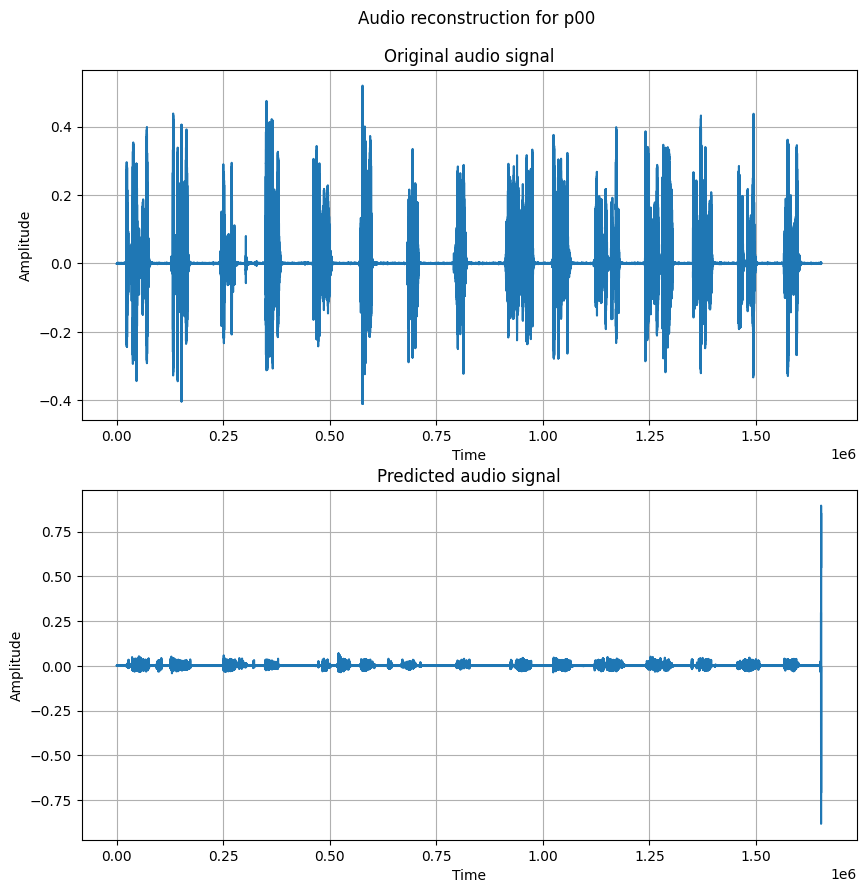 Audio reconstruction for p00
Original audio signal
Amplitude
0.4
0.2
0.0
−0.2
−0.4
0.00 0.25 0.50 0.75 1.00 1.25 1.50
Time
1e6
Predicted audio signal
Amplitude
0.75
0.50
0.25
0.00
−0.25
−0.50
−0.75
0.00 0.25 0.50 0.75 1.00 1.25 1.50
Time
1e6